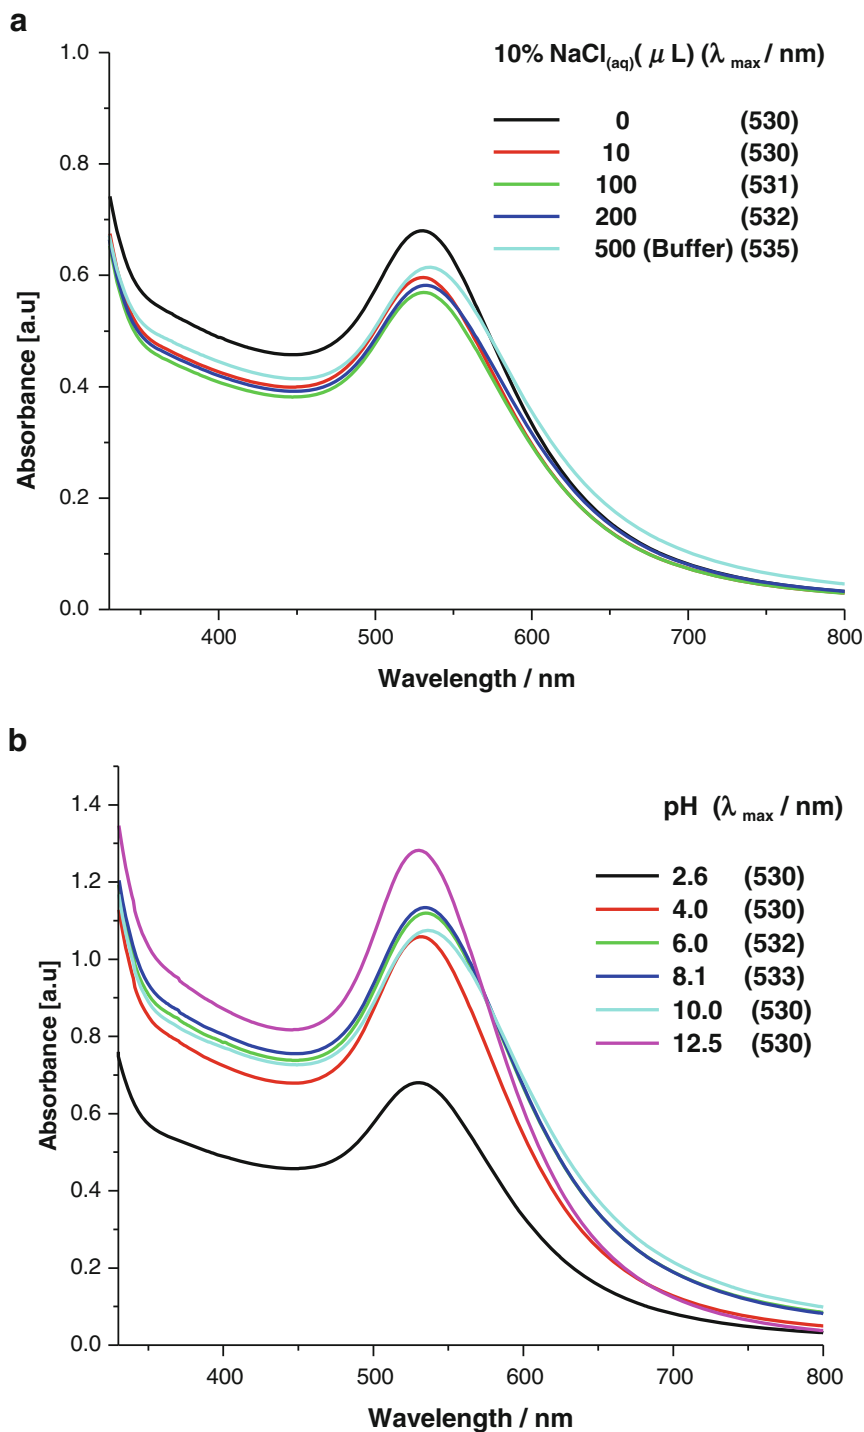 a
10% NaCl(aq)( μ L) (λ max / nm)
0 (530)
10 (530)
100 (531)
200 (532)
500 (Buffer) (535)
1.0
0.8
0.6
0.4
0.2
0.0
Absorbance [a.u]
400 500 600 700 800
Wavelength / nm
b
pH (λ max / nm)
2.6 (530)
4.0 (530)
6.0 (532)
8.1 (533)
10.0 (530)
12.5 (530)
1.4
1.2
1.0
0.8
0.6
0.4
0.2
0.0
Absorbance [a.u]
400 500 600 700 800
Wavelength / nm